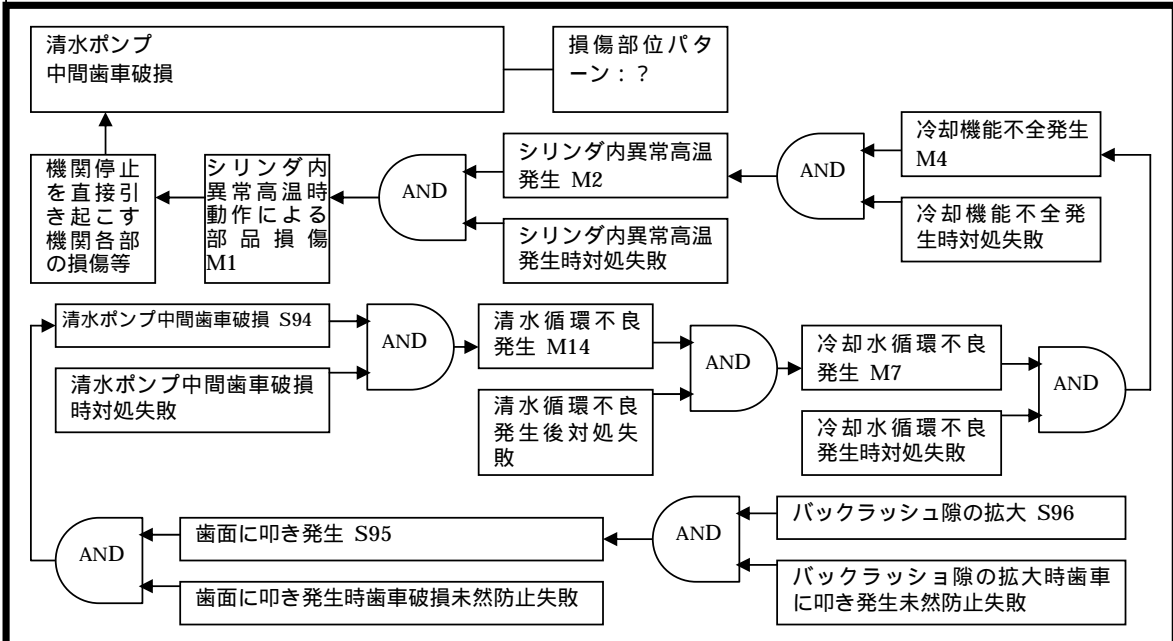 清水ポンプ
中間歯車破損
損傷部位パタ
ーン：？
機関停止
を直接引
き起こす
機関各部
の損傷等
シリンダ内
異常高温時
動作による
部品損傷
M1
AND
シリンダ内異常高温
発生 M2
シリンダ内異常高温
発生時対処失敗
AND
冷却機能不全発生
M4
冷却機能不全発
生時対処失敗
清水ポンプ中間歯車破損 S94
清水ポンプ中間歯車破損
時対処失敗
AND
清水循環不良
発生 M14
清水循環不良
発生後対処失
敗
AND
冷却水循環不良
発生 M7
冷却水循環不良
発生時対処失敗
AND
AND
歯面に叩き発生 S95
歯面に叩き発生時歯車破損未然防止失敗
AND
バックラッシュ隙の拡大 S96
バックラッショ隙の拡大時歯車
に叩き発生未然防止失敗